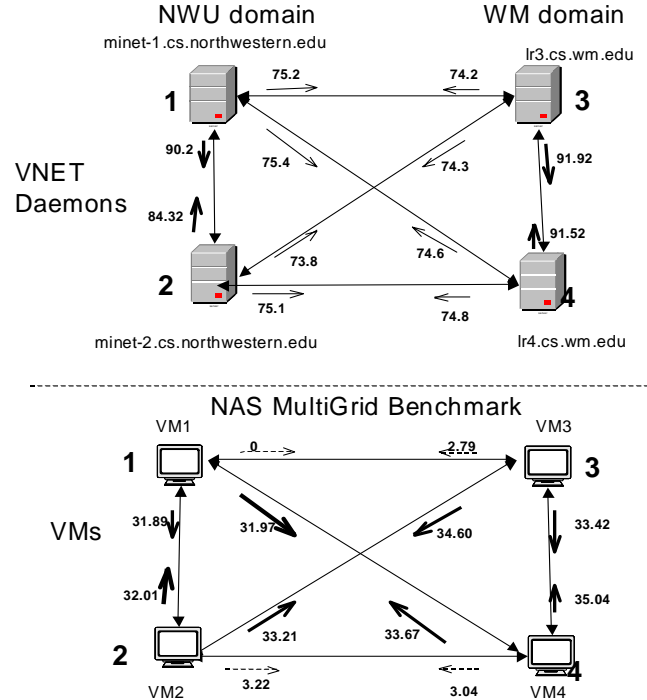 NWU domain
WM domain
minet-1.cs.northwestern.edu
lr3.cs.wm.edu
75.2
74.2
1
3
90.2
75.4
74.3
91.92
VNET
Daemons
84.32
91.52
73.8
74.6
2
4
75.1
74.8
minet-2.cs.northwestern.edu
lr4.cs.wm.edu
NAS MultiGrid Benchmark
VM1
VM3
0
2.79
1
3
31.89
31.97
34.60
33.42
VMs
32.01
35.04
33.21
33.67
2
4
3.22
3.04
VM2
VM4